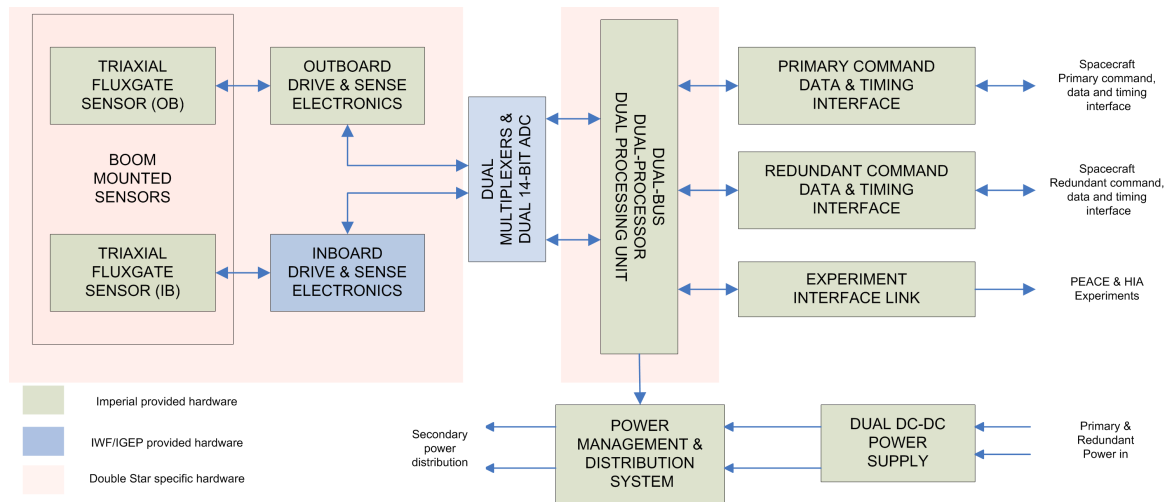 TRIAXIAL
FLUXGATE
SENSOR (OB)
OUTBOARD
DRIVE & SENSE
ELECTRONICS
BOOM
MOUNTED
SENSORS
TRIAXIAL
FLUXGATE
SENSOR (IB)
INBOARD
DRIVE & SENSE
ELECTRONICS
DUAL
MULTIPLEXERS &
DUAL 14-BIT ADC
DUAL-BUS
DUAL-PROCESSOR
DUAL PROCESSING UNIT
PRIMARY COMMAND
DATA & TIMING
INTERFACE
Spacecraft
Primary command,
data and timing
interface
REDUNDANT COMMAND
DATA & TIMING
INTERFACE
Spacecraft
Redundant command,
data and timing
interface
EXPERIMENT
INTERFACE LINK
PEACE & HIA
Experiments
Imperial provided hardware
IWF/IGEP provided hardware
Double Star specific hardware
Secondary
power
distribution
POWER
MANAGEMENT &
DISTRIBUTION
SYSTEM
DUAL DC-DC
POWER
SUPPLY
Primary &
Redundant
Power in